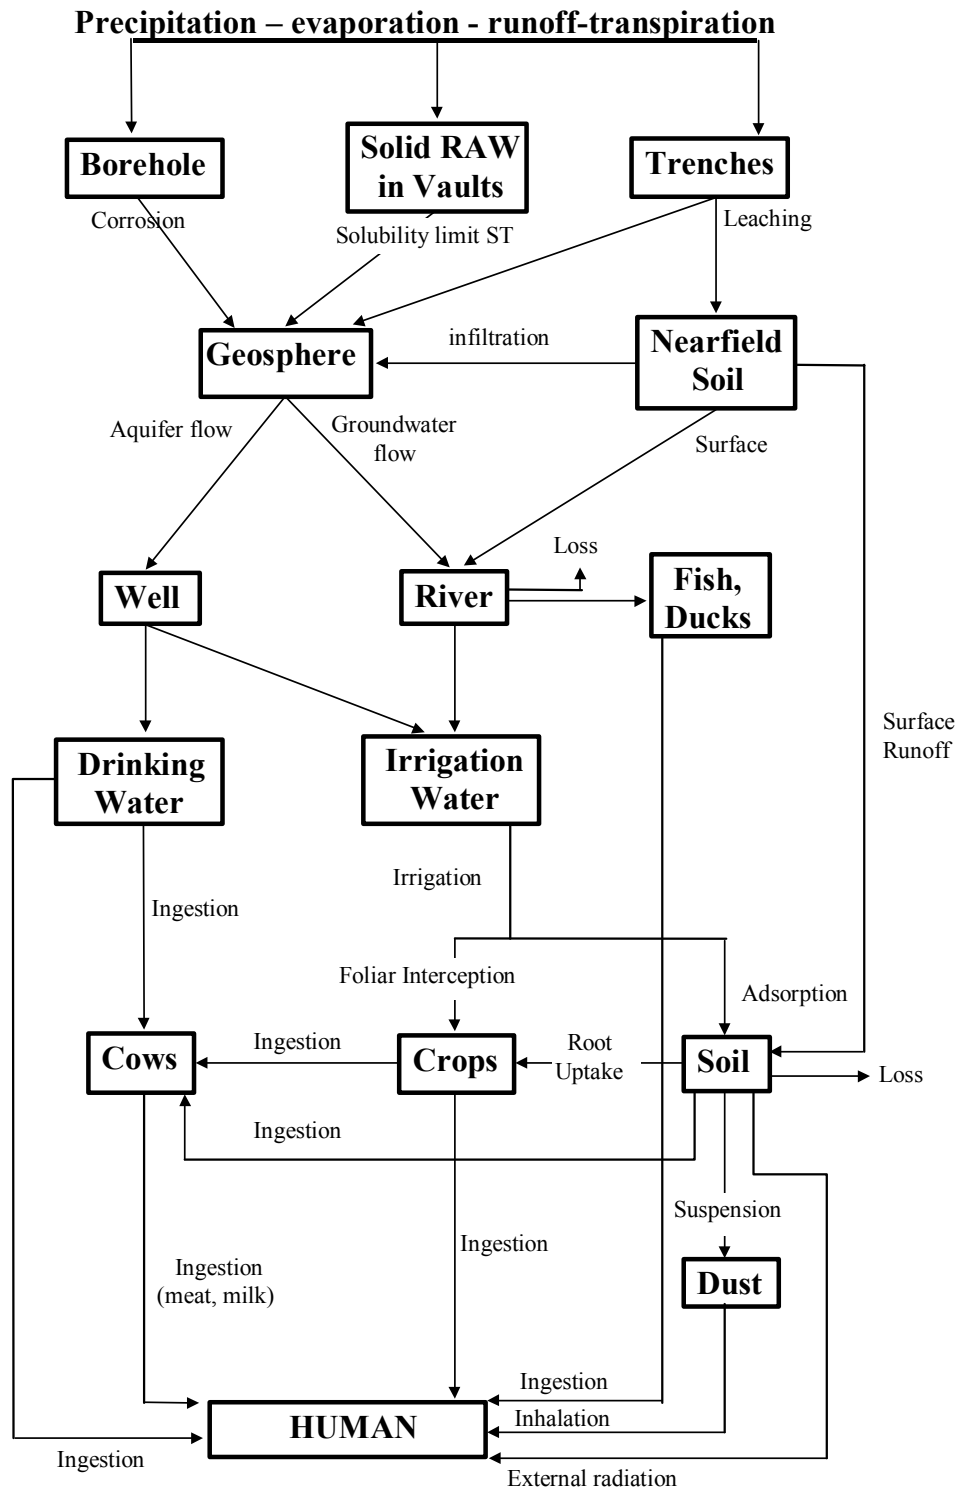 Precipitation – evaporation - runoff-transpiration
Borehole
Solid RAW
in Vaults
Trenches
Corrosion
Solubility limit ST
Leaching
Geosphere
infiltration
Nearfield
Soil
Aquifer flow
Groundwater
flow
Surface
Loss
Well
River
Fish,
Ducks
Surface
Runoff
Drinking
Water
Irrigation
Water
Irrigation
Ingestion
Foliar Interception
Adsorption
Cows
Ingestion
Crops
Root
Uptake
Soil
Loss
Ingestion
Suspension
Ingestion
Ingestion
(meat, milk)
Dust
Ingestion
Inhalation
HUMAN
Ingestion
External radiation